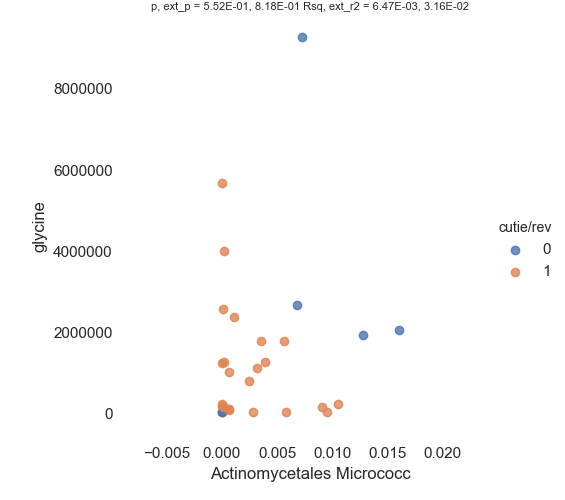 p, ext_p = 5.52E-01, 8.18E-01 Rsq, ext_r2 = 6.47E-03, 3.16E-02
8000000
6000000
4000000
2000000
0
glycine
−0.005 0.000 0.005 0.010 0.015 0.020
Actinomycetales Micrococc
cutie/rev
0
1